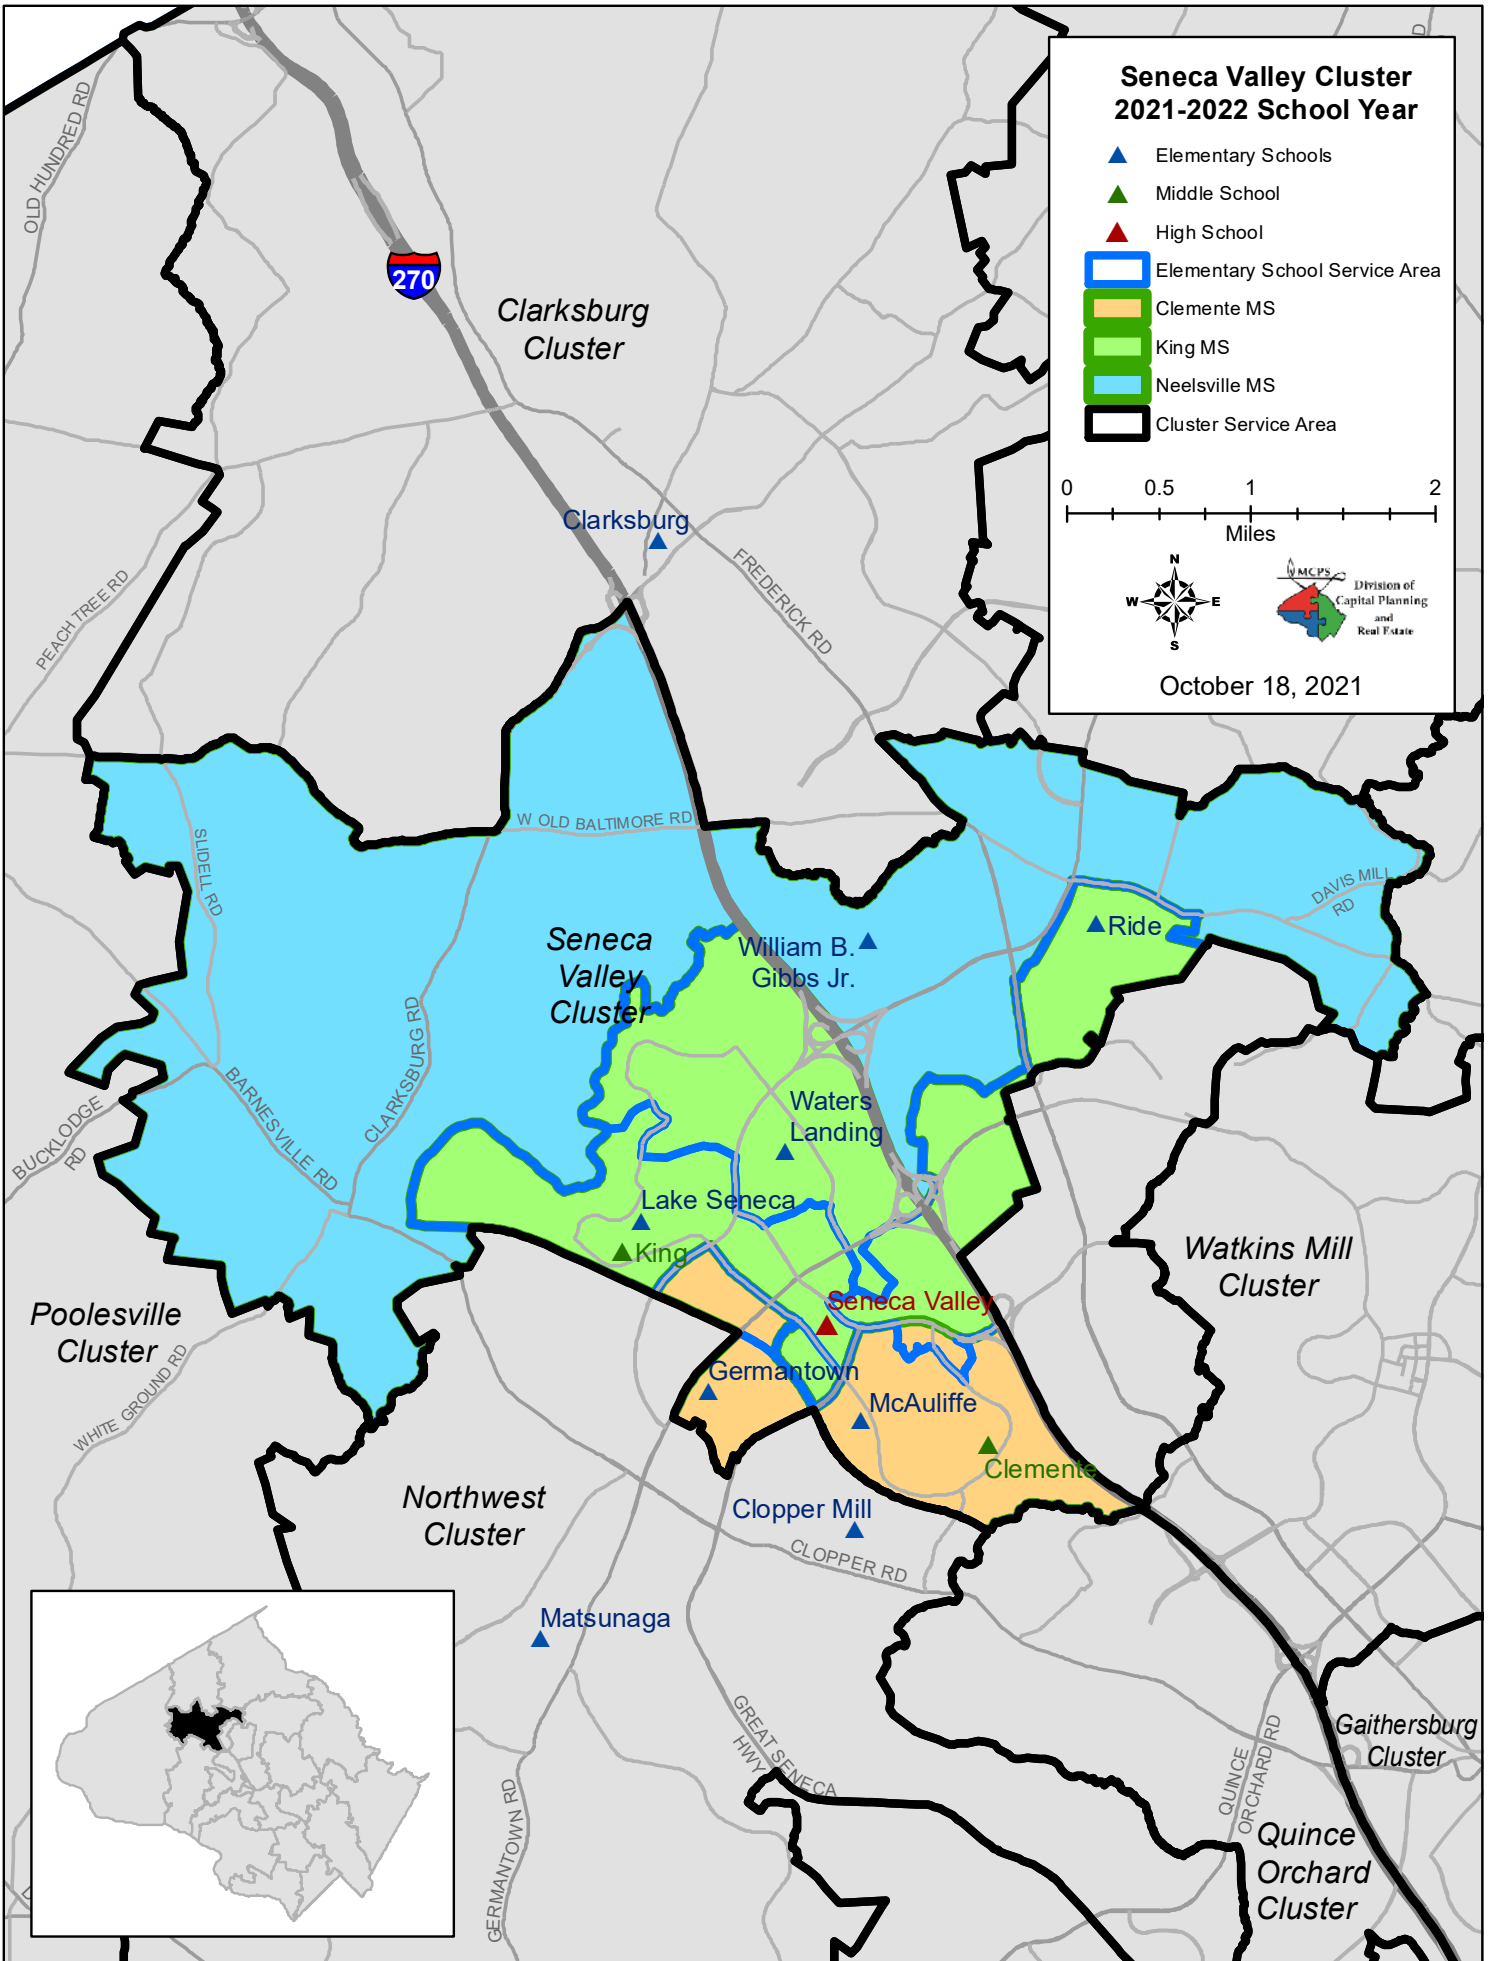 Seneca Valley Cluster
2021-2022 School Year
Elementary Schools
Middle School
High School
Elementary School Service Area
Clemente MS
King MS
Neelsville MS
Cluster Service Area
0 0.5 1 2
Miles
N
W E
S
MCPS
Division of
Capital Planning
and
Real Estate
October 18, 2021
OLD HUNDRED RD
270
Clarksburg
Cluster
Clarksburg
FREDERICK RD
PEACH TREE RD
W OLD BALTIMORE RD
SLIDELL RD
DAVIS MILL
RD
Ride
William B.
Gibbs Jr.
Seneca
Valley
Cluster
CLARKSBURG RD
BARNESVILLE RD
BUCKLODGE
RD
Waters
Landing
Lake Seneca
King
Watkins Mill
Cluster
Seneca Valley
Poolesville
Cluster
WHITE GROUND RD
Germantown
McAuliffe
Clemente
Northwest
Cluster
Clopper Mill
CLOPPER RD
Matsunaga
GREAT SENECA
HWY
GERMANTOWN RD
QUINCE
ORCHARD RD
Gaithersburg
Cluster
Quince
Orchard
Cluster